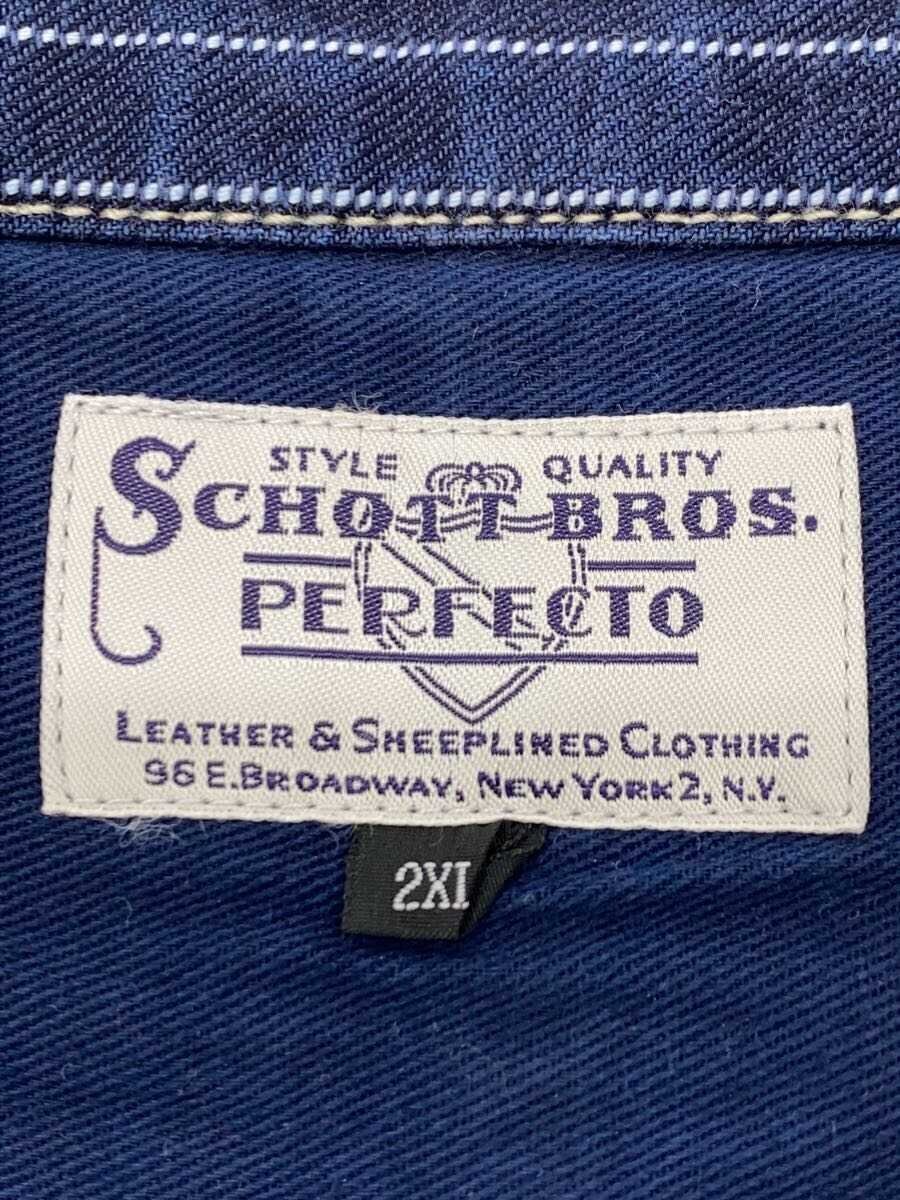 STYLE QUALITY
SCHOTT BROS.
PERFECTO
LEATHER & SHEEPLINED CLOTHING
96 E. BROADWAY, NEW YORK 2, N.Y.
2XL